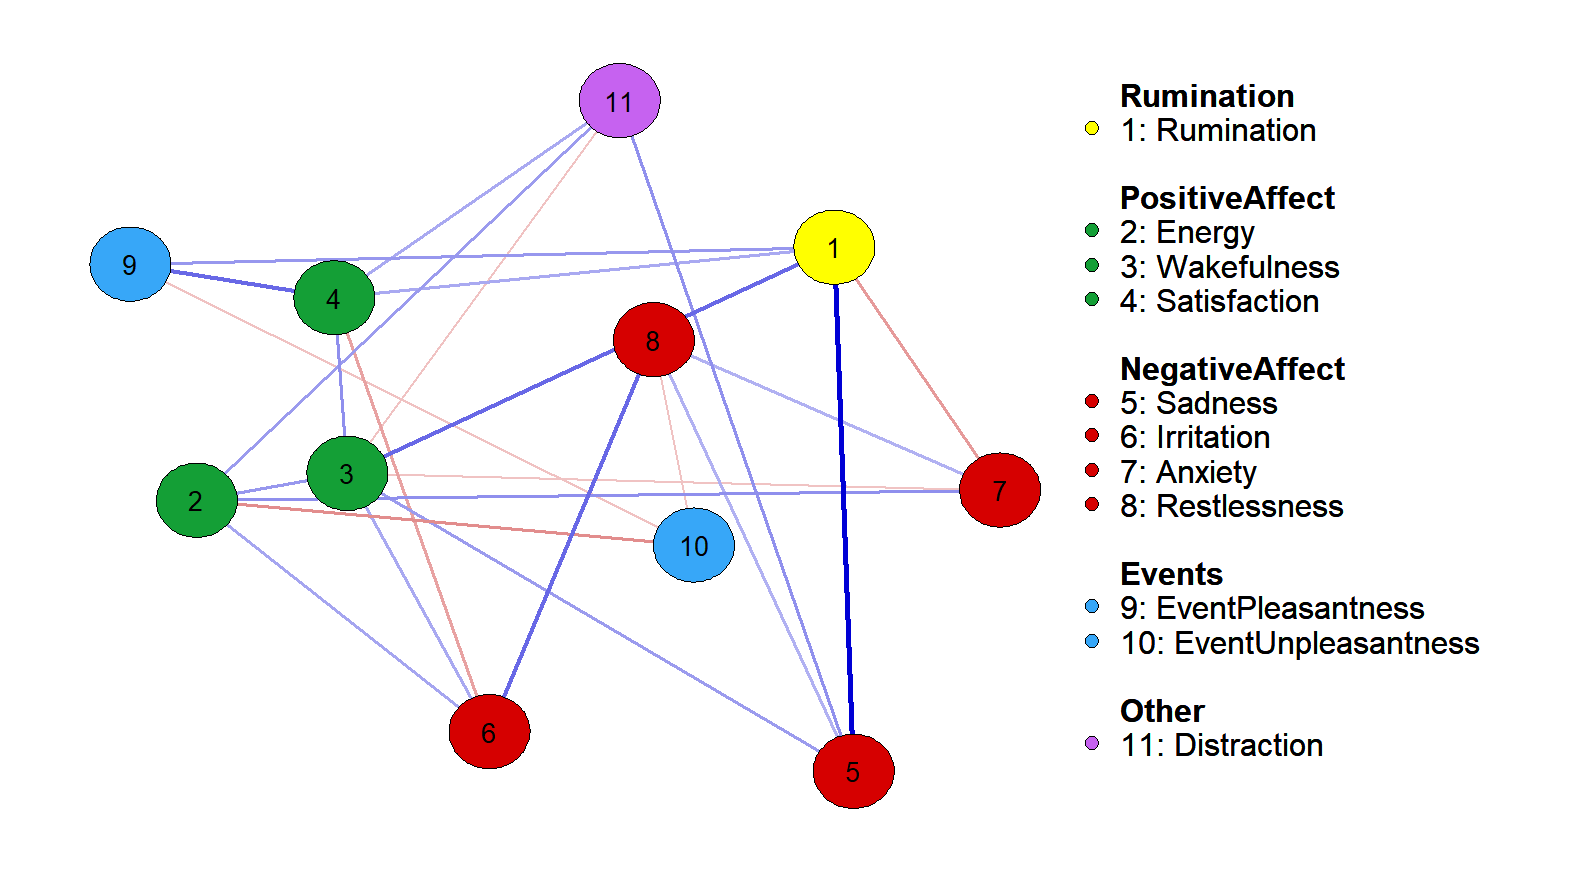 11
9
4
1
8
3
2
7
10
6
5
Rumination
1: Rumination
PositiveAffect
2: Energy
3: Wakefulness
4: Satisfaction
NegativeAffect
5: Sadness
6: Irritation
7: Anxiety
8: Restlessness
Events
9: EventPleasantness
10: EventUnpleasantness
Other
11: Distraction